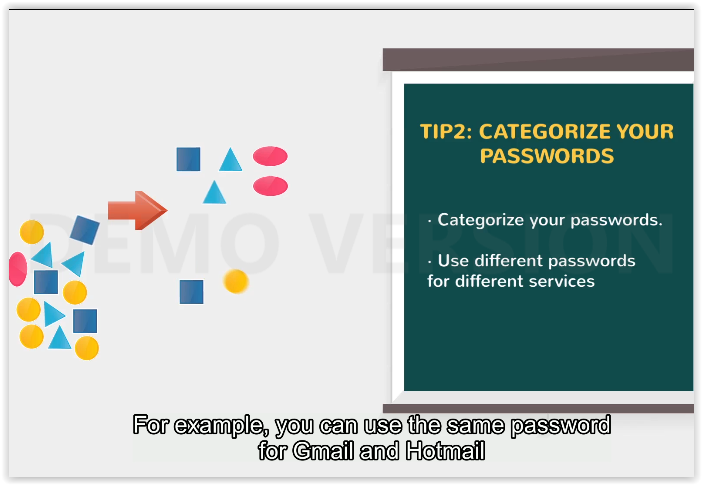 TIP2: CATEGORIZE YOUR
PASSWORDS
· Categorize your passwords.
· Use different passwords
for different services
DEMO VERSION
For example, you can use the same password
for Gmail and Hotmail